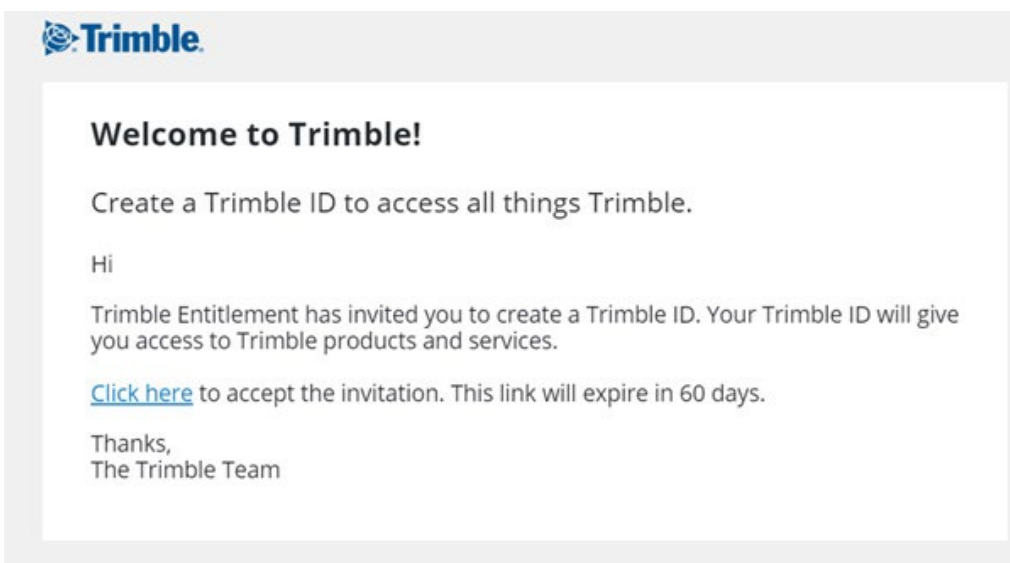 Trimble.
Welcome to Trimble!
Create a Trimble ID to access all things Trimble.
Hi
Trimble Entitlement has invited you to create a Trimble ID. Your Trimble ID will give
you access to Trimble products and services.
Click here to accept the invitation. This link will expire in 60 days.
Thanks,
The Trimble Team